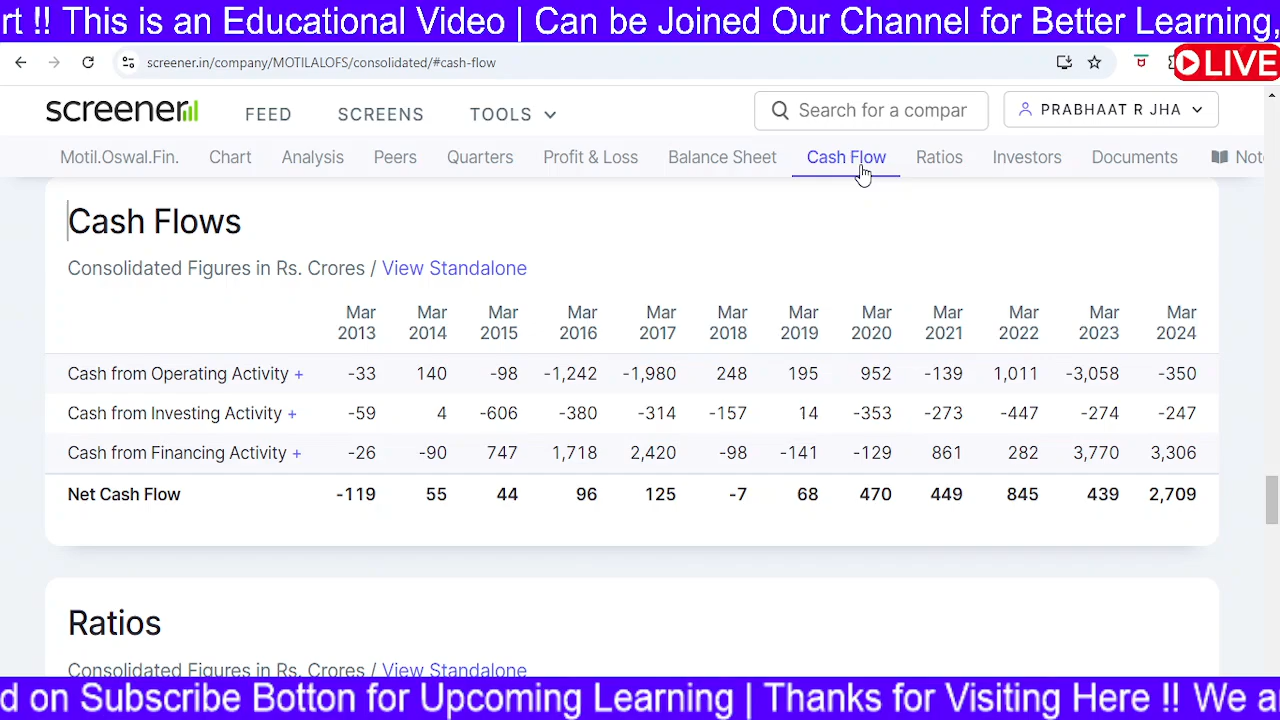 rt !! This is an Educational Video | Can be Joined Our Channel for Better Learning,
screener.in/company/MOTILALOFS/consolidated/#cash-flow
LIVE
screener
FEED SCREENS TOOLS
Search for a compar
PRABHAAT R JHA
Motil.Oswal.Fin. Chart Analysis Peers Quarters Profit & Loss Balance Sheet Cash Flow Ratios Investors Documents Not
Cash Flows
Consolidated Figures in Rs. Crores / View Standalone
Mar Mar Mar Mar Mar Mar Mar Mar Mar Mar Mar Mar
2013 2014 2015 2016 2017 2018 2019 2020 2021 2022 2023 2024
Cash from Operating Activity + -33 140 -98 -1,242 -1,980 248 195 952 -139 1,011 -3,058 -350
Cash from Investing Activity + -59 4 -606 -380 -314 -157 14 -353 -273 -447 -274 -247
Cash from Financing Activity + -26 -90 747 1,718 2,420 -98 -141 -129 861 282 3,770 3,306
Net Cash Flow -119 55 44 96 125 -7 68 470 449 845 439 2,709
Ratios
Consolidated Figures in Rs. Crores / View Standalone
d on Subscribe Botton for Upcoming Learning | Thanks for Visiting Here !! We a